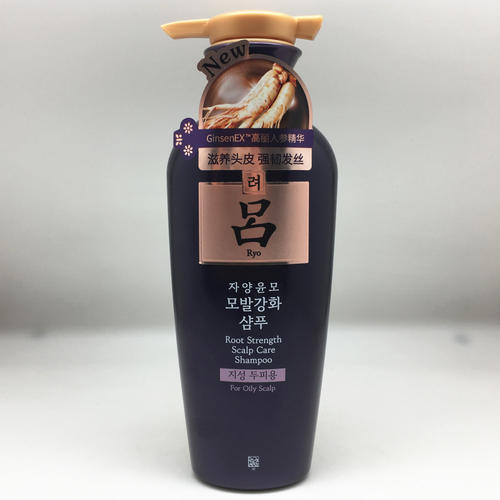 New
GinsenEX™高丽人参精华
滋养头皮 强韧发丝
려
呂
Ryo
자양윤모
모발강화
샴푸
Root Strength
Scalp Care
Shampoo
지성 두피용
For Oily Scalp